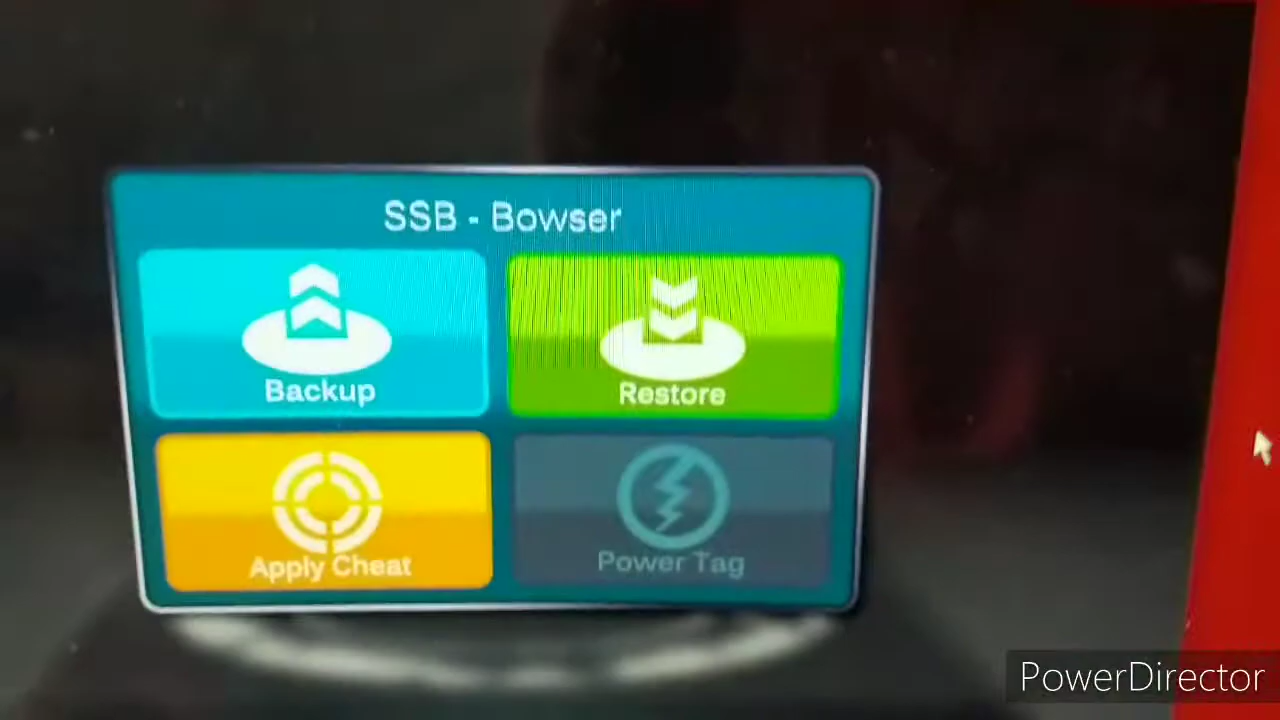 SSB - Bowser
Backup
Restore
Apply Cheat
Power Tag
PowerDirector